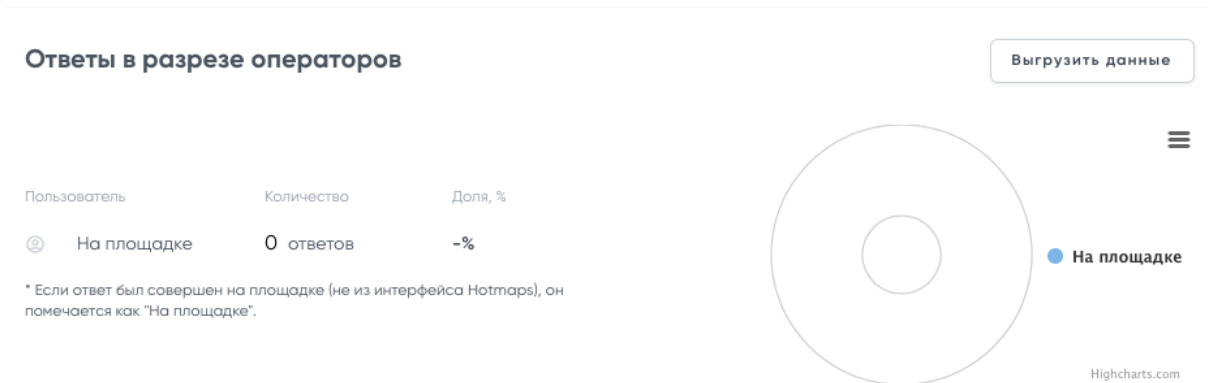 Ответы в разрезе операторов
Выгрузить данные
Пользователь Количество Доля, %
На площадке 0 ответов -%
* Если ответ был совершен на площадке (не из интерфейса Hotmaps), он
помечается как "На площадке".
На площадке
Highcharts.com